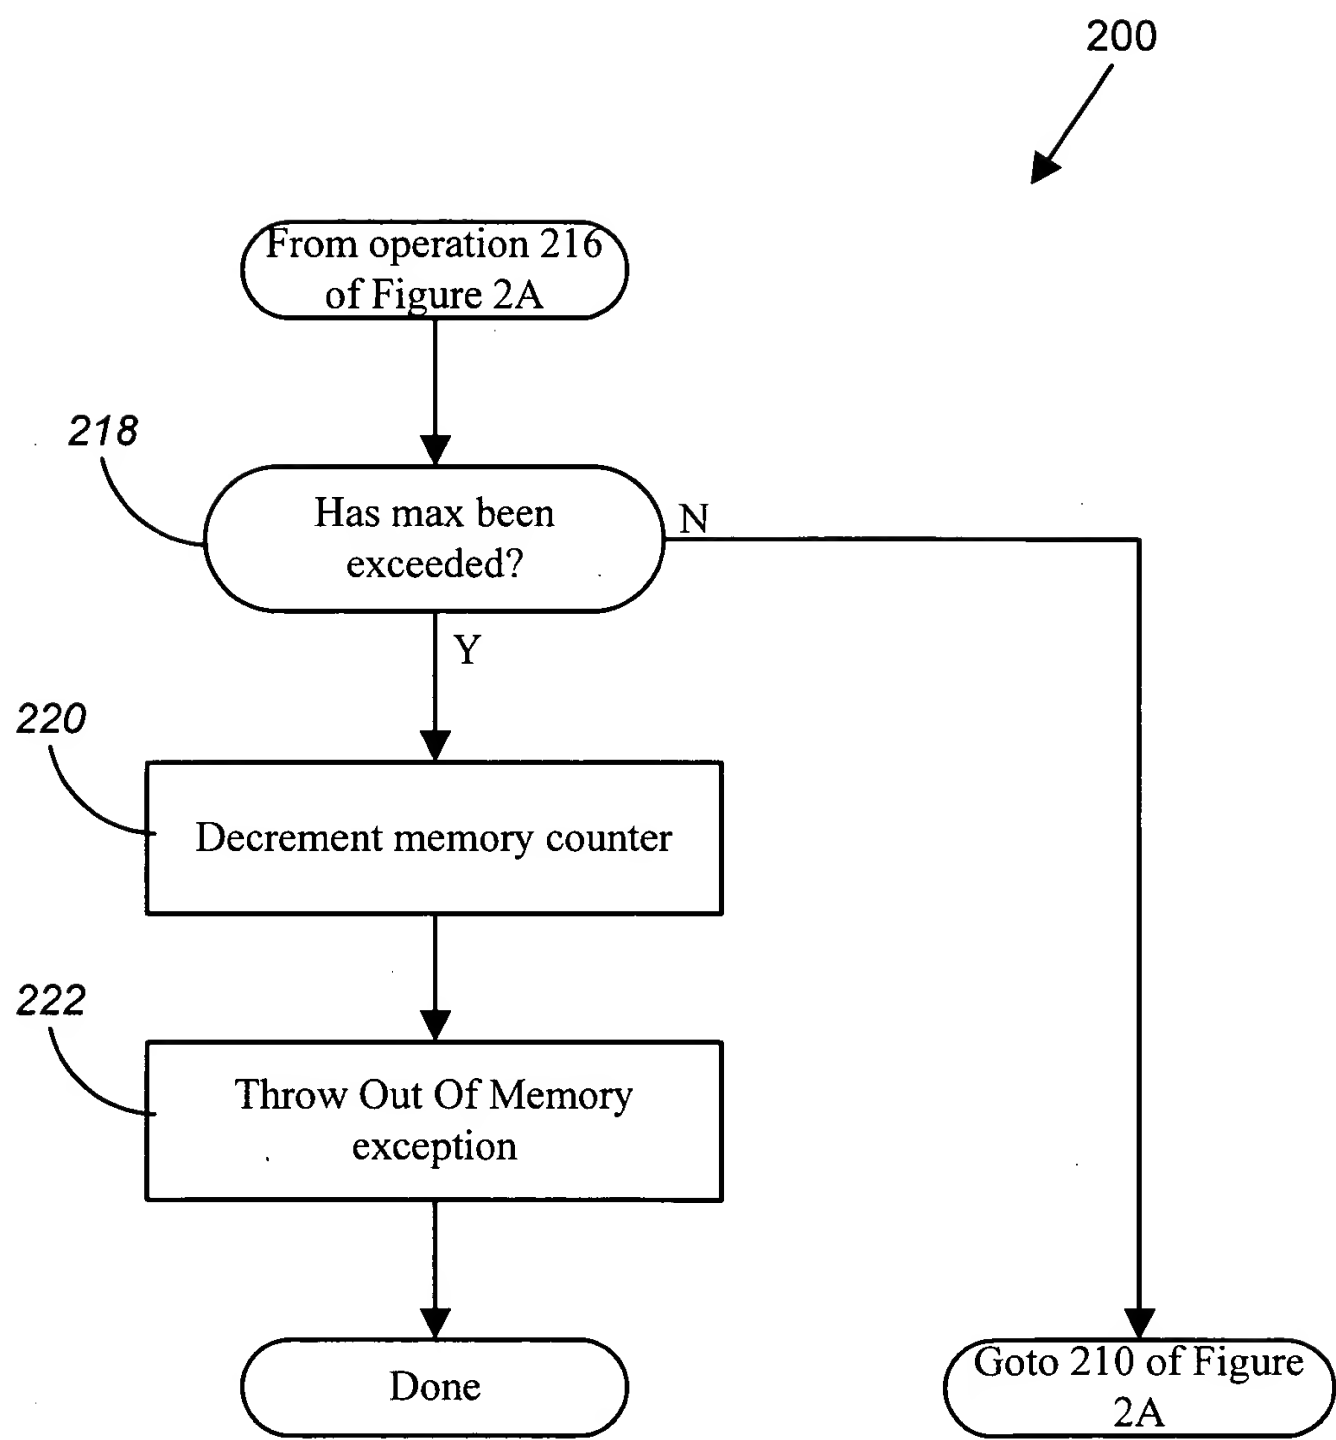 200
From operation 216
of Figure 2A
218
Has max been
exceeded?
N
Y
220
Decrement memory counter
222
Throw Out Of Memory
exception
Done
Goto 210 of Figure
2A